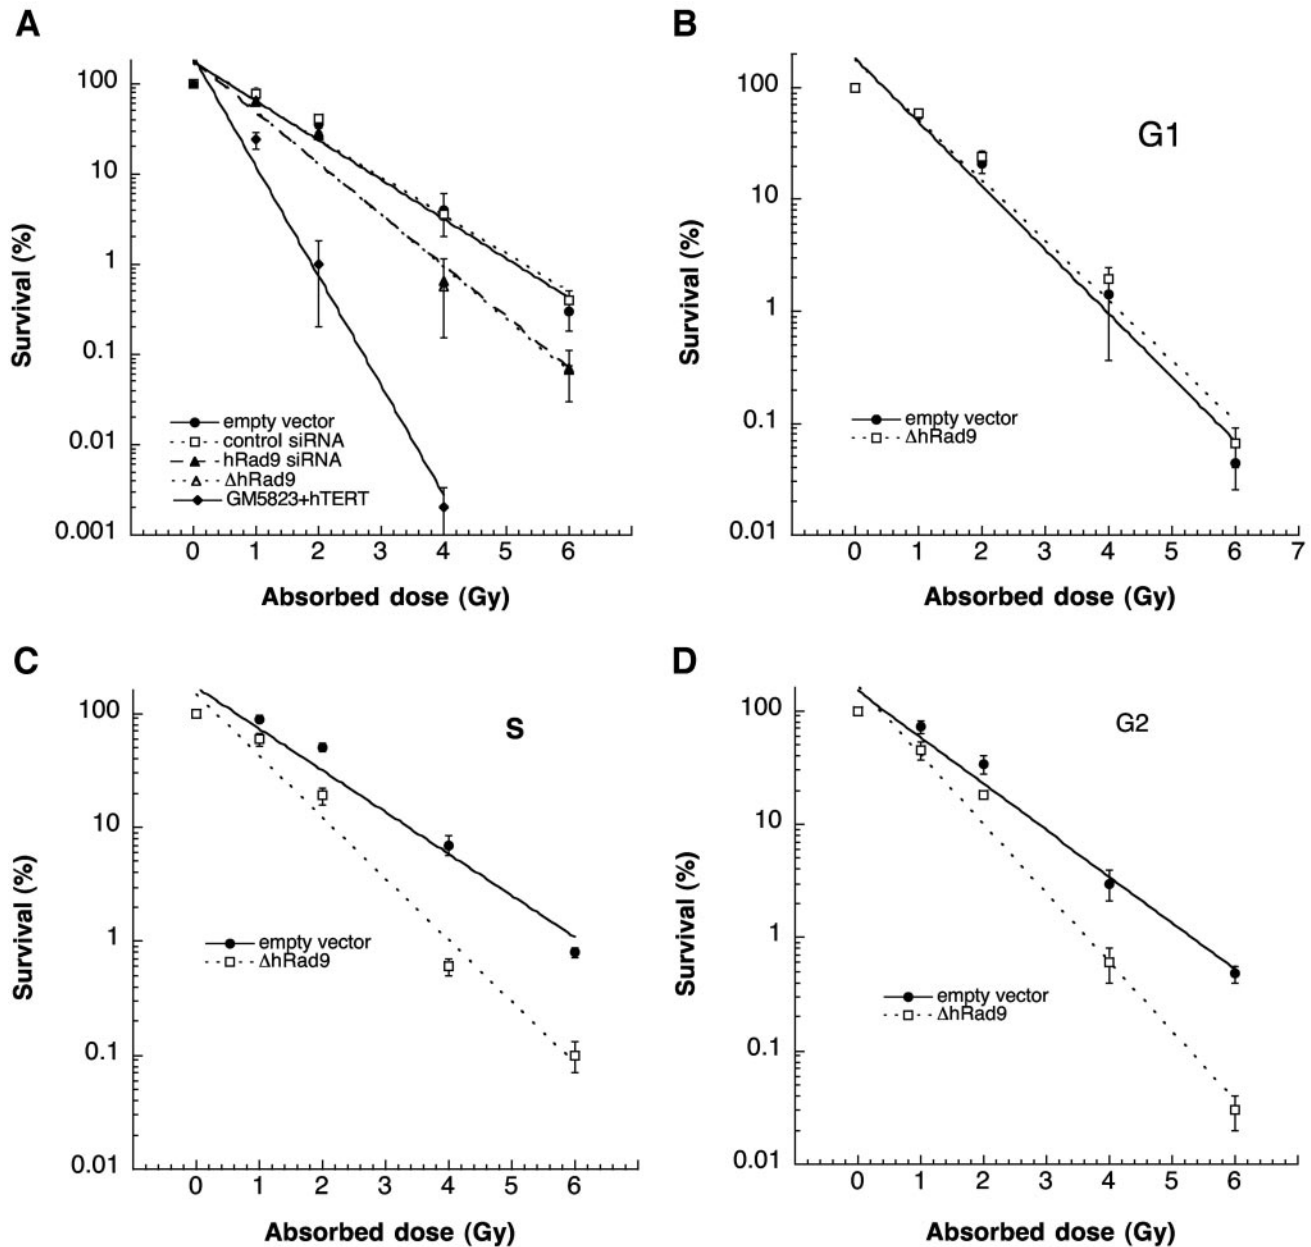 A
100
10
1
0.1
0.01
0.001
Survival (%)
empty vector
control siRNA
hRad9 siRNA
ΔhRad9
GM5823+hTERT
0 1 2 3 4 5 6
Absorbed dose (Gy)
B
G1
100
10
1
0.1
0.01
Survival (%)
empty vector
ΔhRad9
0 1 2 3 4 5 6 7
Absorbed dose (Gy)
C
S
100
10
1
0.1
0.01
Survival (%)
empty vector
ΔhRad9
0 1 2 3 4 5 6
Absorbed dose (Gy)
D
G2
100
10
1
0.1
0.01
Survival (%)
empty vector
ΔhRad9
0 1 2 3 4 5 6
Absorbed dose (Gy)